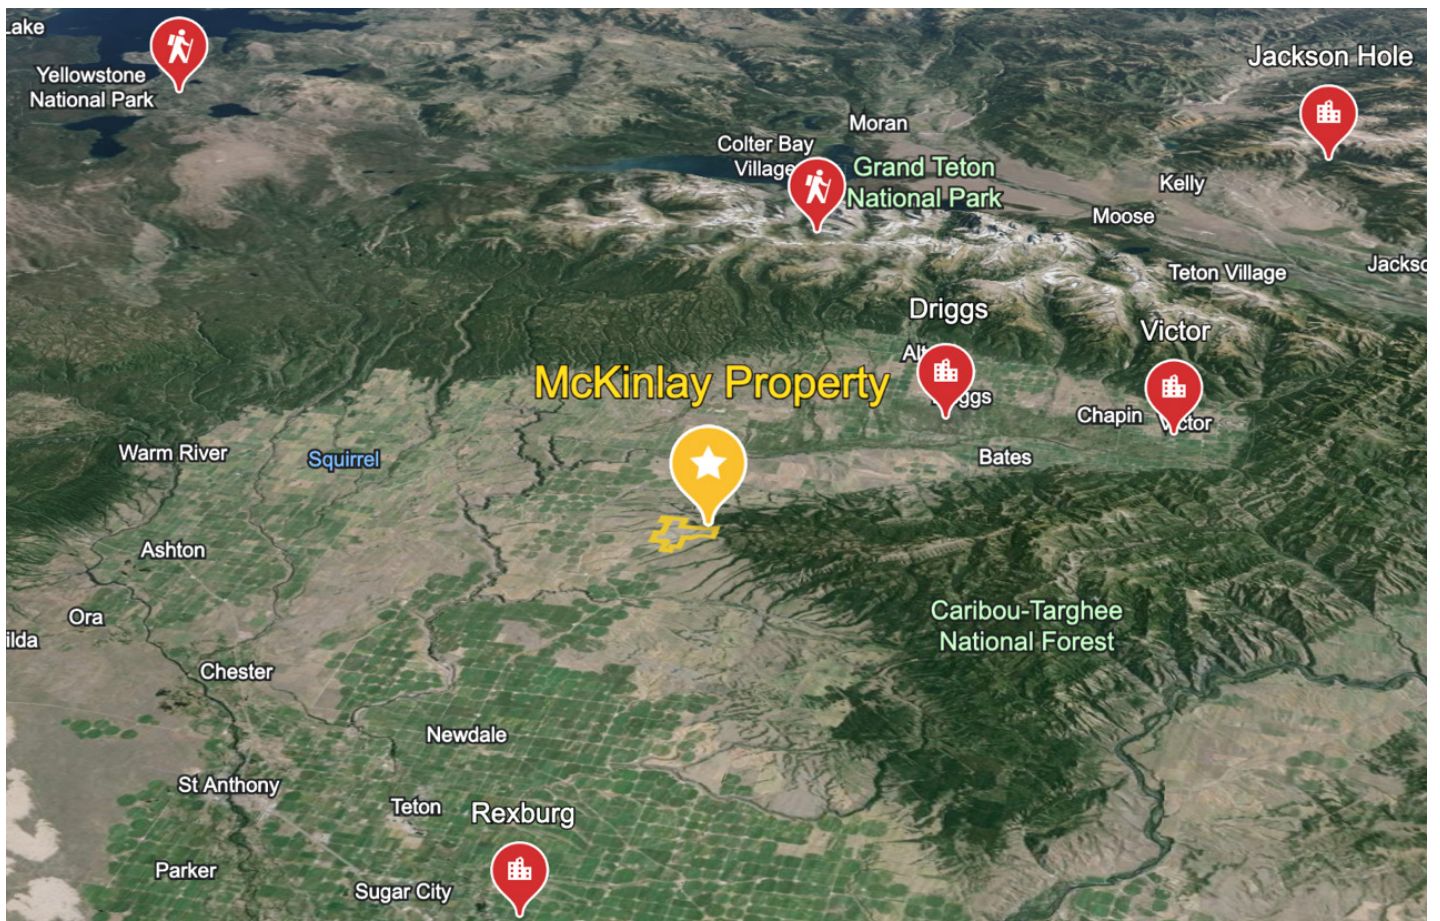 Lake
Yellowstone
National Park
Jackson Hole
Moran
Colter Bay
Village
Grand Teton
National Park
Kelly
Moose
Teton Village
Driggs
Victor
McKinlay Property
Chapin
Warm River
Squirrel
Bates
Ashton
Ora
Caribou-Targhee
National Forest
Chester
Newdale
St Anthony
Teton
Rexburg
Parker
Sugar City